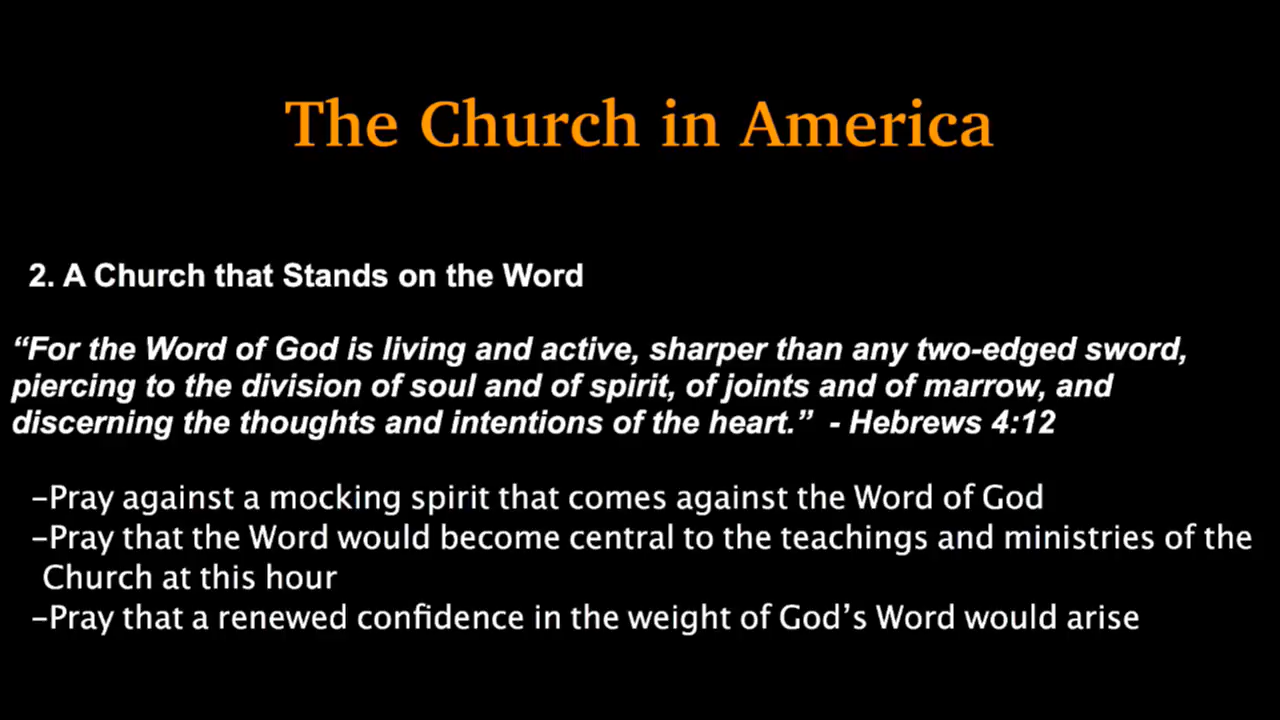 The Church in America
2. A Church that Stands on the Word
“For the Word of God is living and active, sharper than any two-edged sword,
piercing to the division of soul and of spirit, of joints and of marrow, and
discerning the thoughts and intentions of the heart.”  - Hebrews 4:12
–Pray against a mocking spirit that comes against the Word of God
–Pray that the Word would become central to the teachings and ministries of the
Church at this hour
–Pray that a renewed confidence in the weight of God’s Word would arise